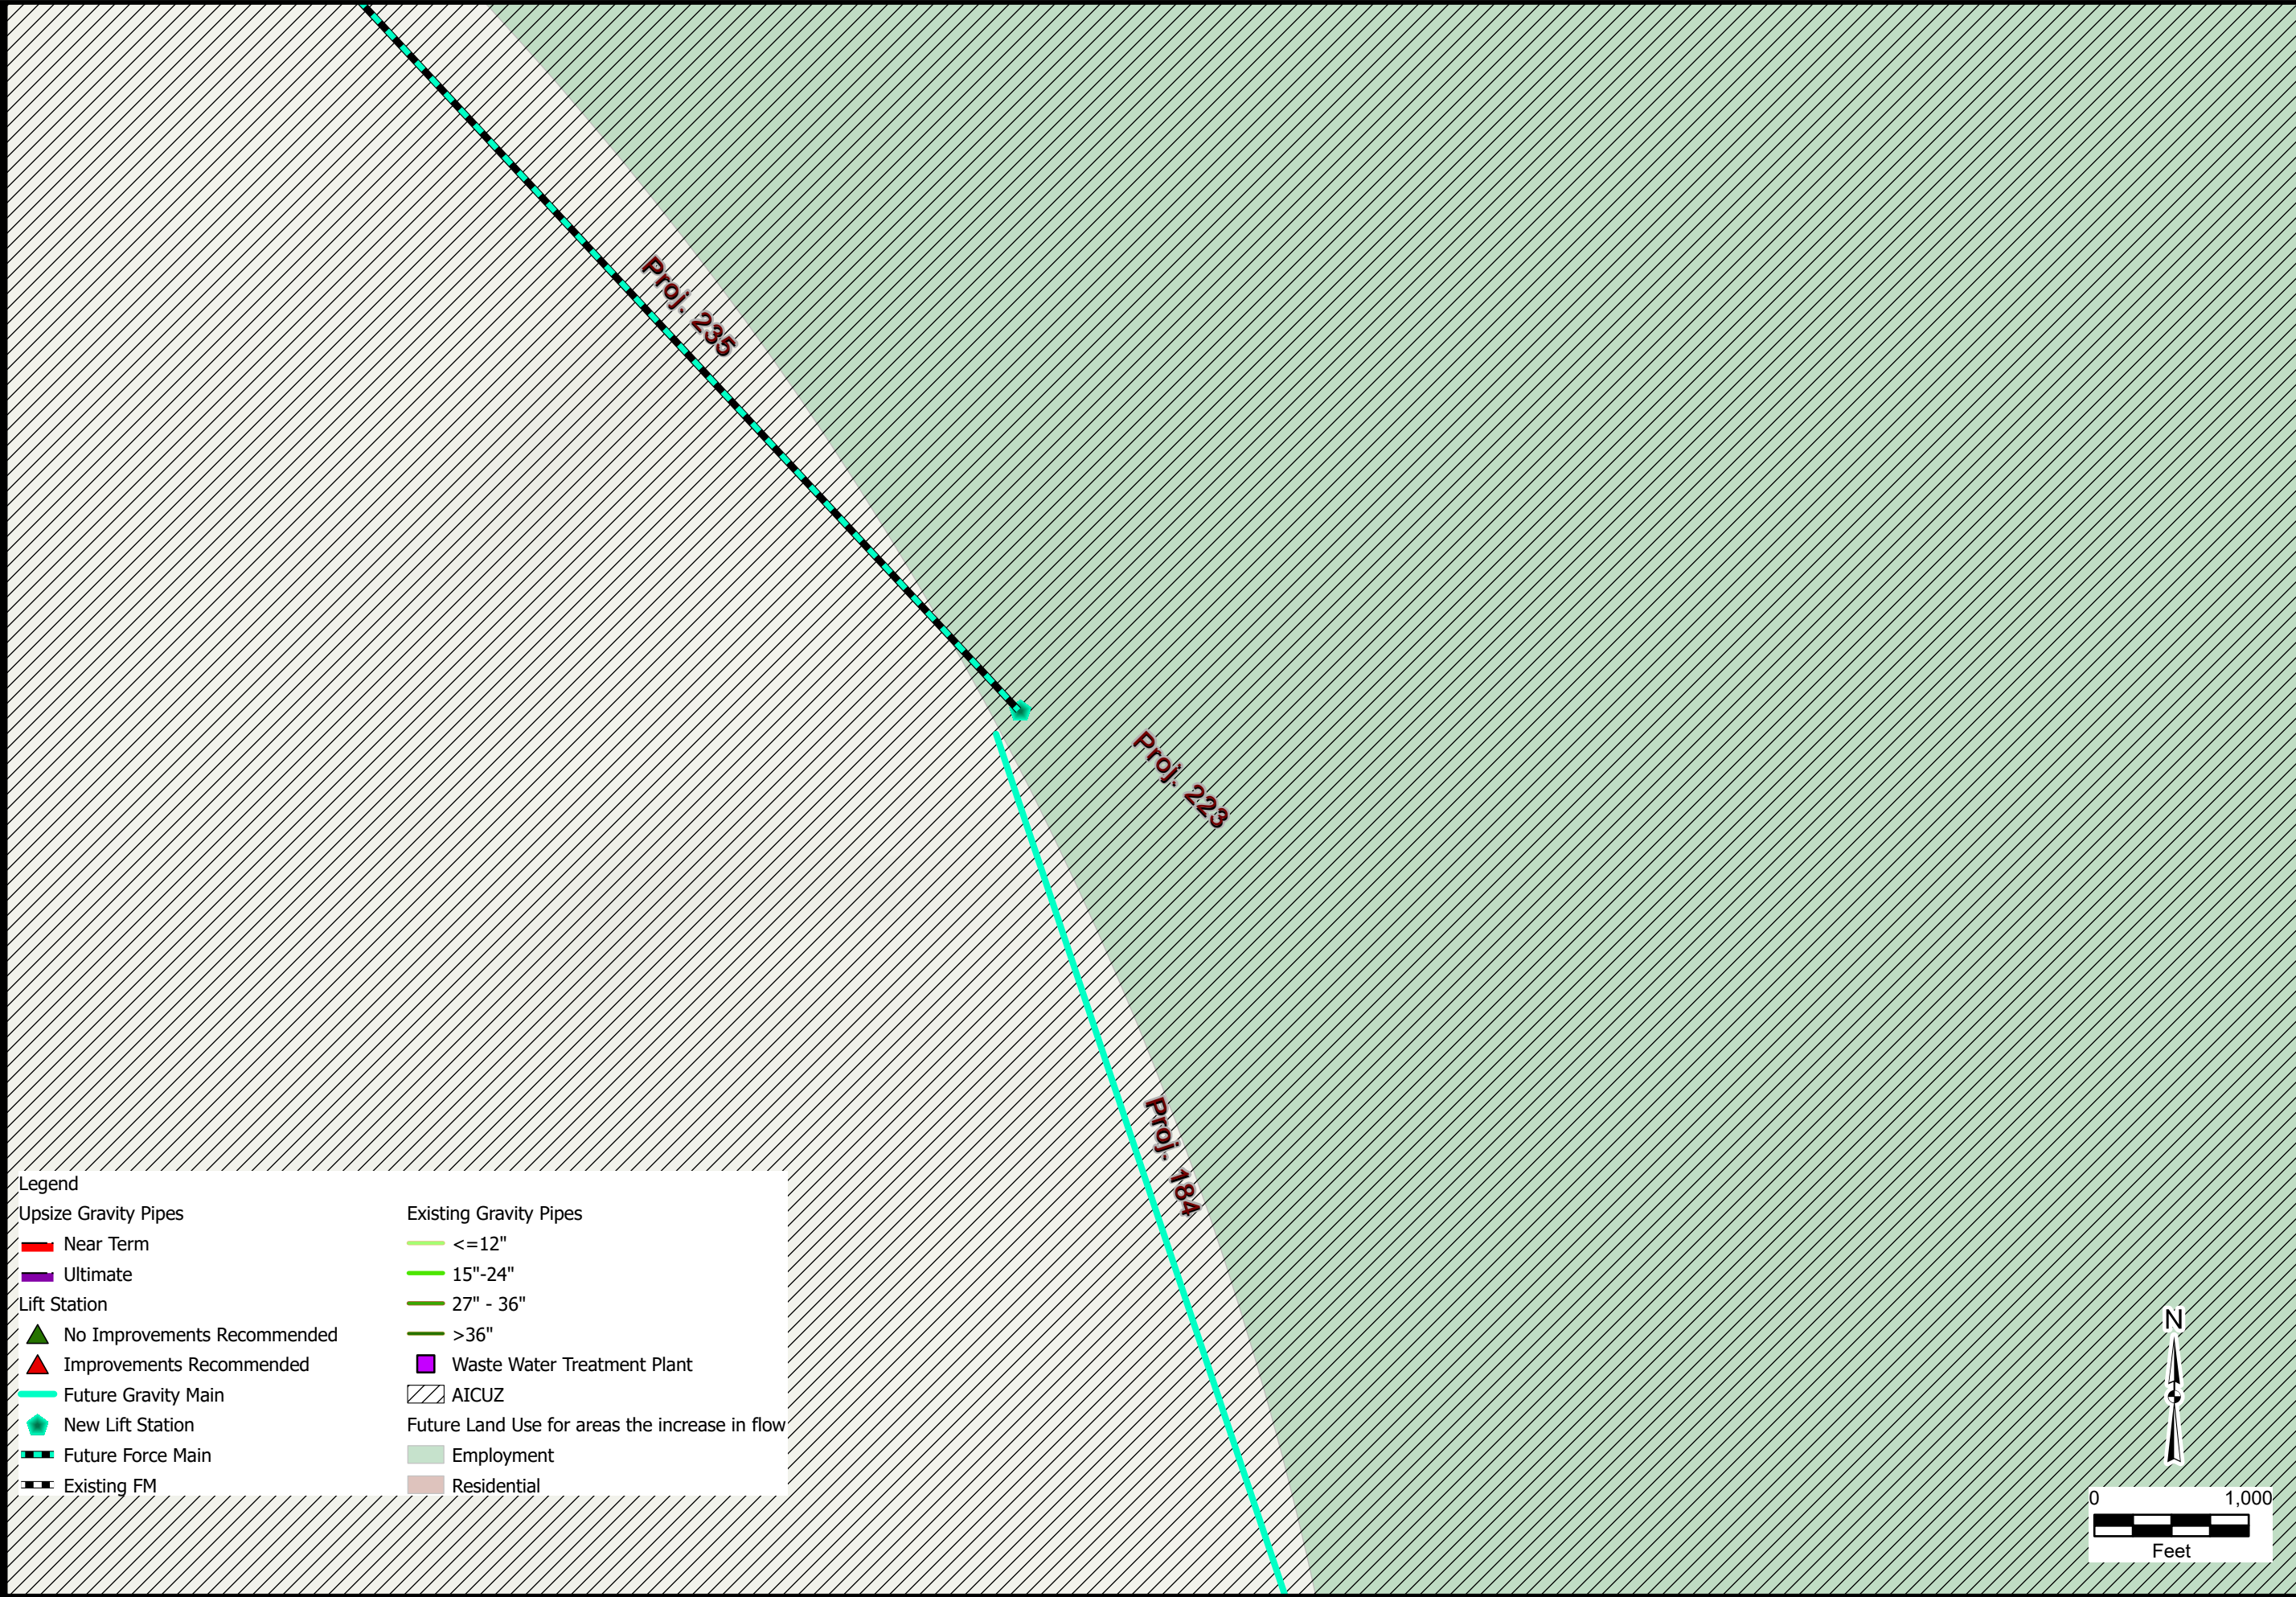 Proj. 235
Proj. 223
Proj. 184
Legend
Upsize Gravity Pipes
Near Term
Ultimate
Lift Station
No Improvements Recommended
Improvements Recommended
Future Gravity Main
New Lift Station
Future Force Main
Existing FM
Existing Gravity Pipes
<=12"
15"-24"
27" - 36"
>36"
Waste Water Treatment Plant
AICUZ
Future Land Use for areas the increase in flow
Employment
Residential
N
0 1,000
Feet